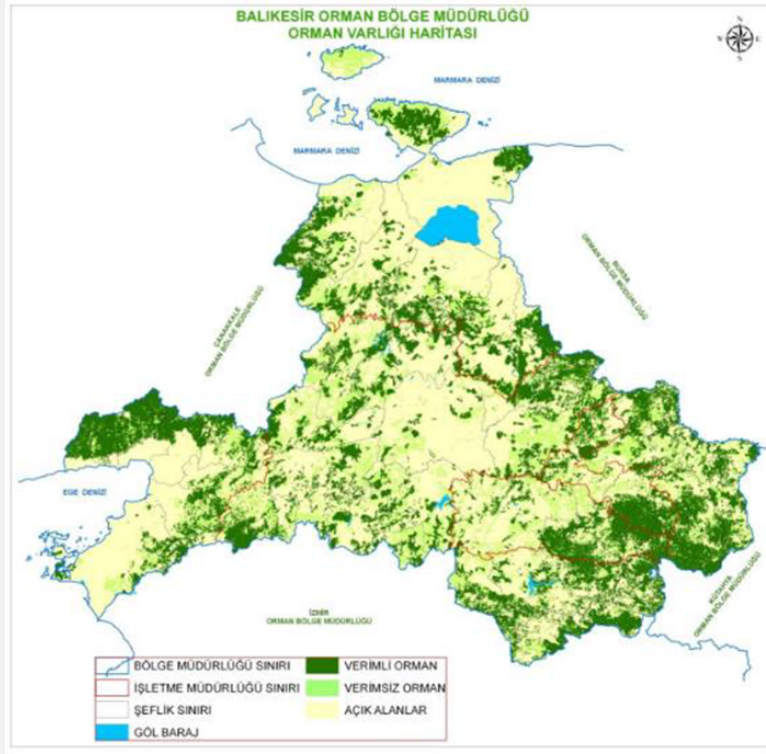 BALIKESİR ORMAN BÖLGE MÜDÜRLÜĞÜ
ORMAN VARLIĞI HARİTASI
N
W E
S
MARMARA DENİZİ
MARMARA DENİZİ
BURSA
ORMAN BÖLGE MÜDÜRLÜĞÜ
ÇANAKKALE
ORMAN BÖLGE MÜDÜRLÜĞÜ
EGE DENİZİ
İZMİR
ORMAN BÖLGE MÜDÜRLÜĞÜ
KÜTAHYA
ORMAN BÖLGE MÜDÜRLÜĞÜ
BÖLGE MÜDÜRLÜĞÜ SINIRI
VERİMLİ ORMAN
İŞLETME MÜDÜRLÜĞÜ SINIRI
VERİMSİZ ORMAN
ŞEFLİK SINIRI
AÇIK ALANLAR
GÖL BARAJ